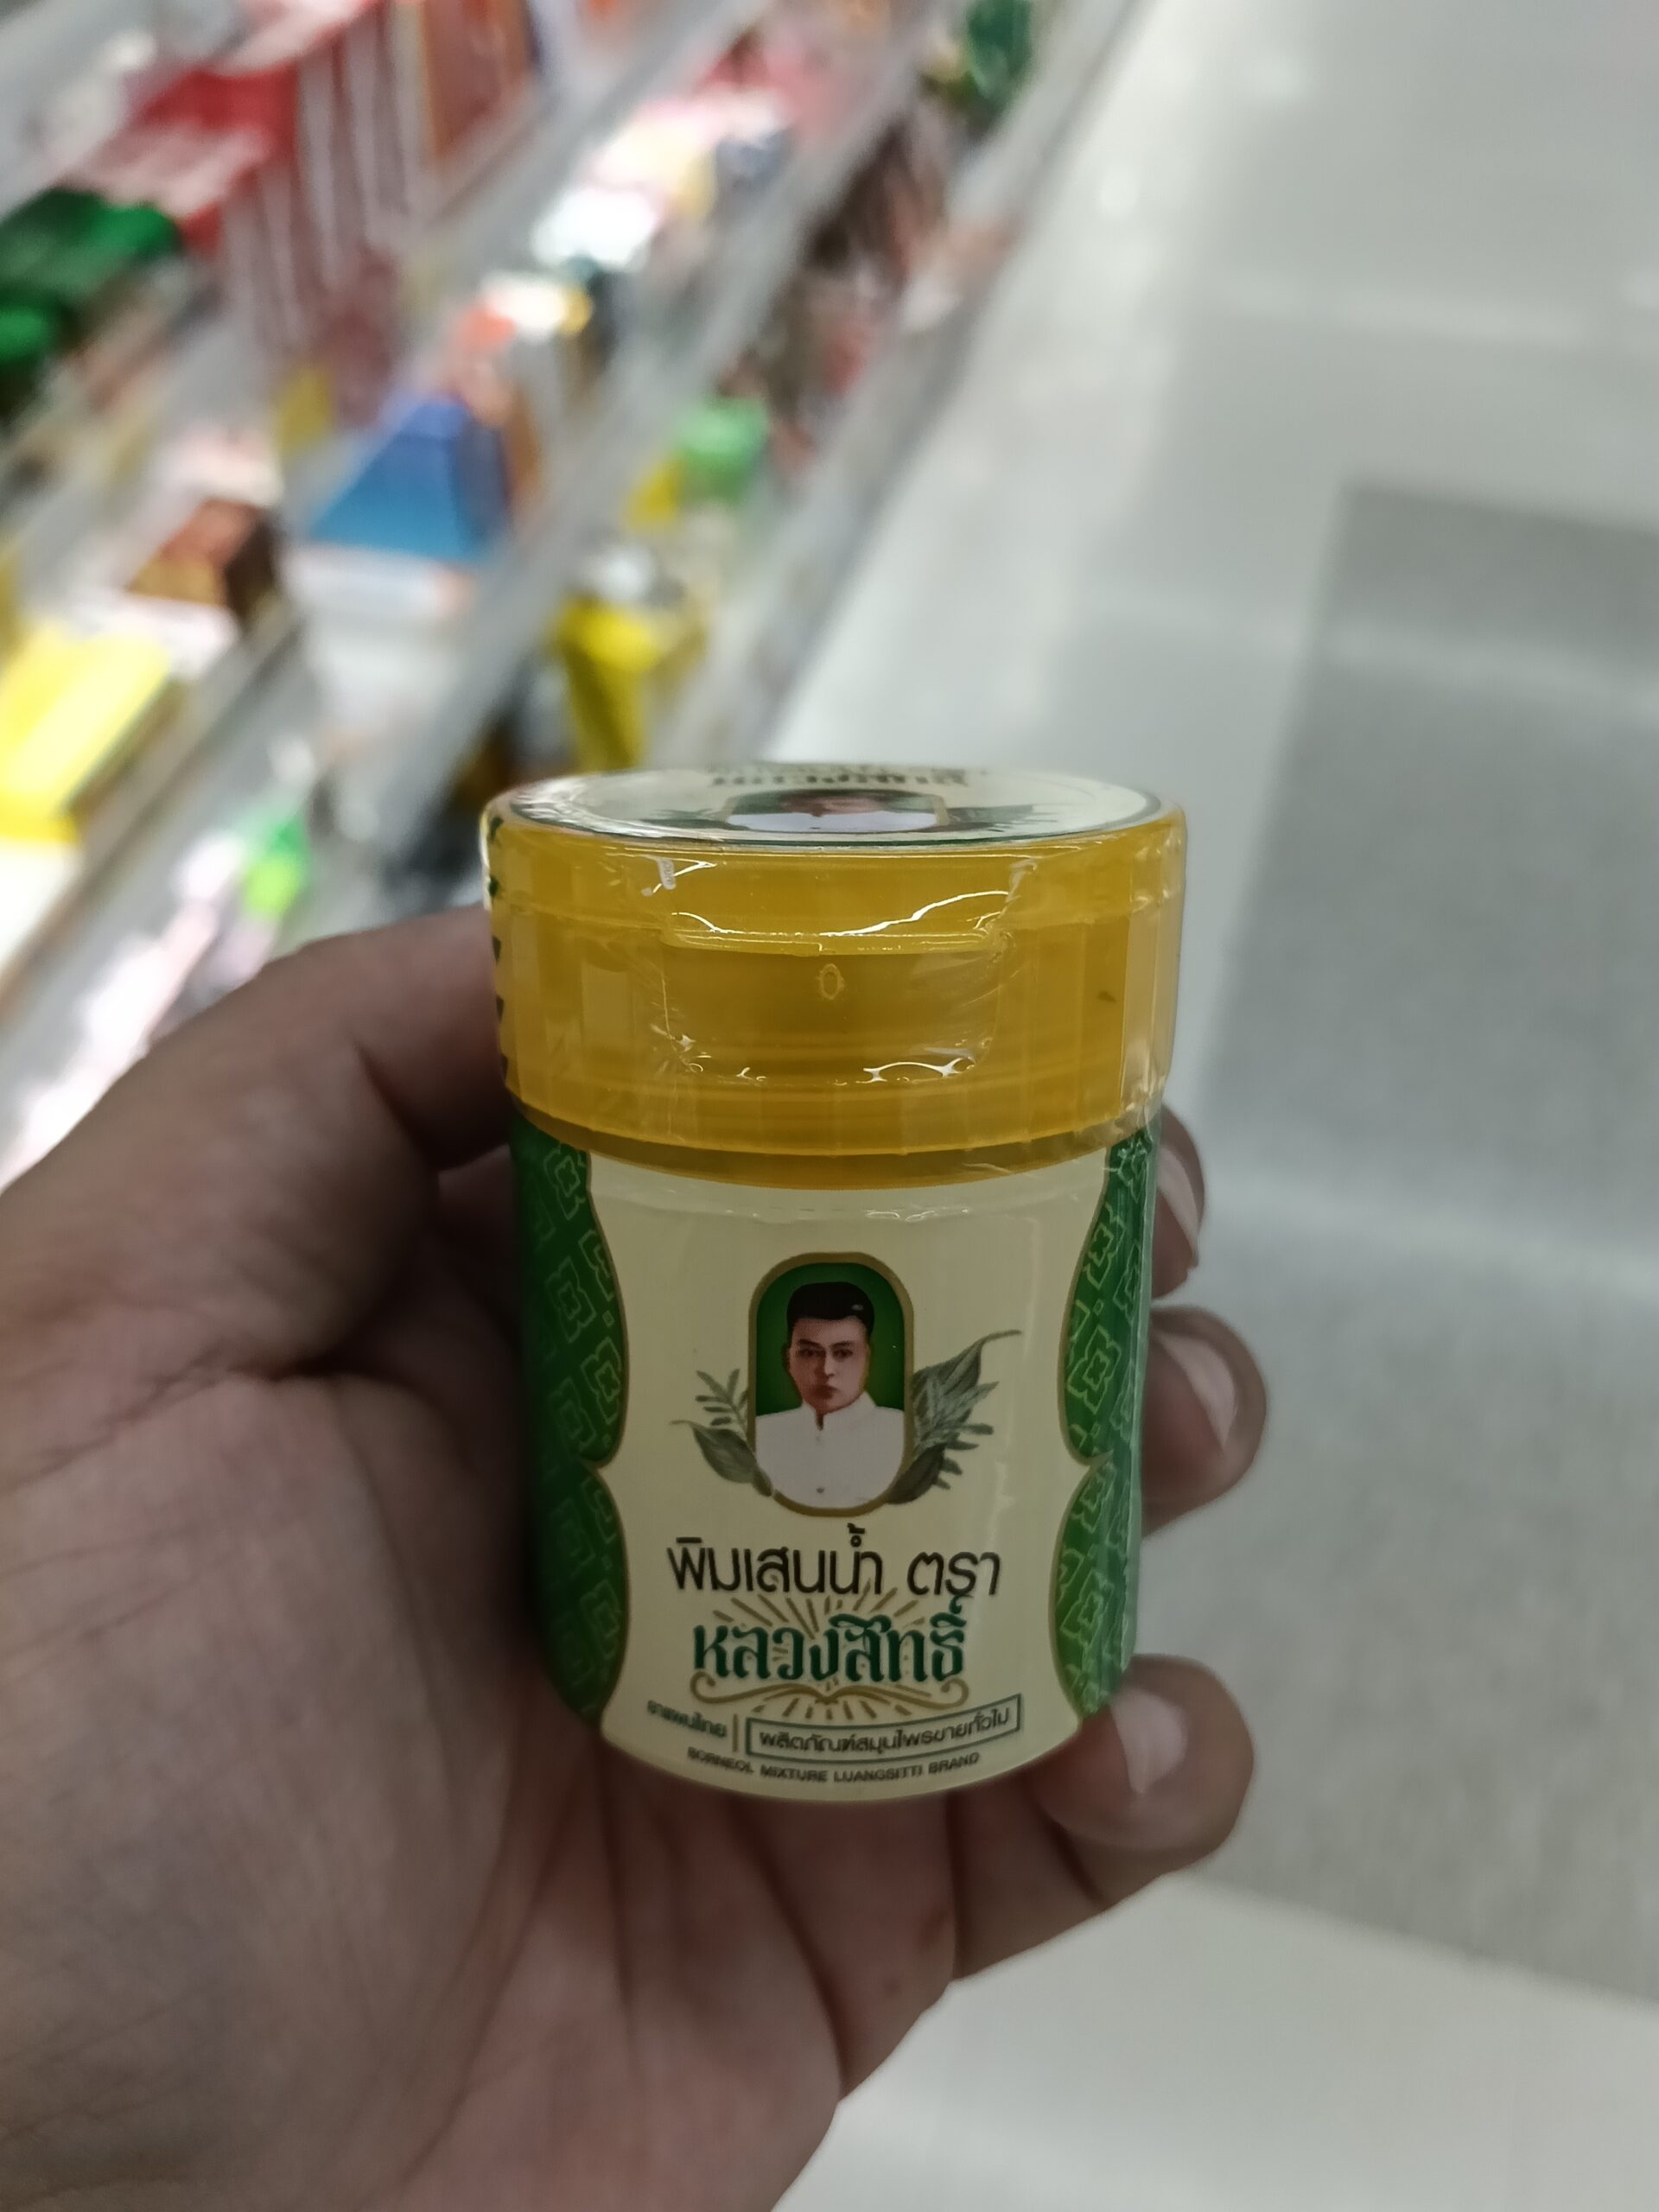 พิมเสนน้ำ ตรา
หลวงสิทธิ์
ยาแผนไทย | ผลิตภัณฑ์สมุนไพรขายทั่วไป
BORNEOL MIXTURE LUANGSITTI BRAND